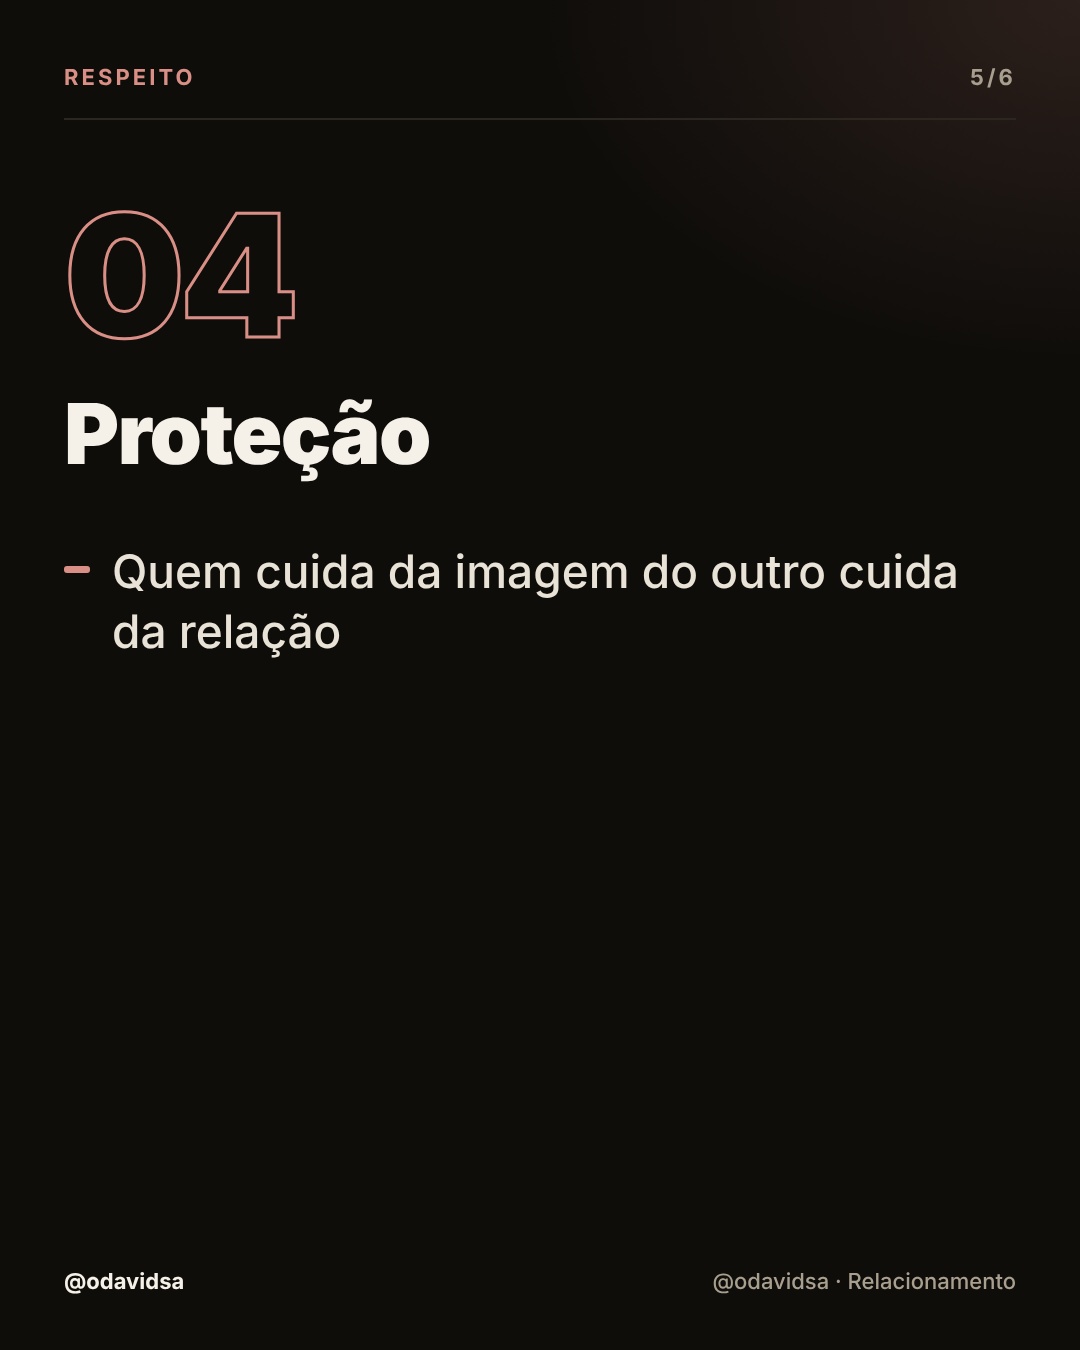 RESPEITO
5/6
04
Proteção
Quem cuida da imagem do outro cuida
da relação
@odavidsa
@odavidsa · Relacionamento